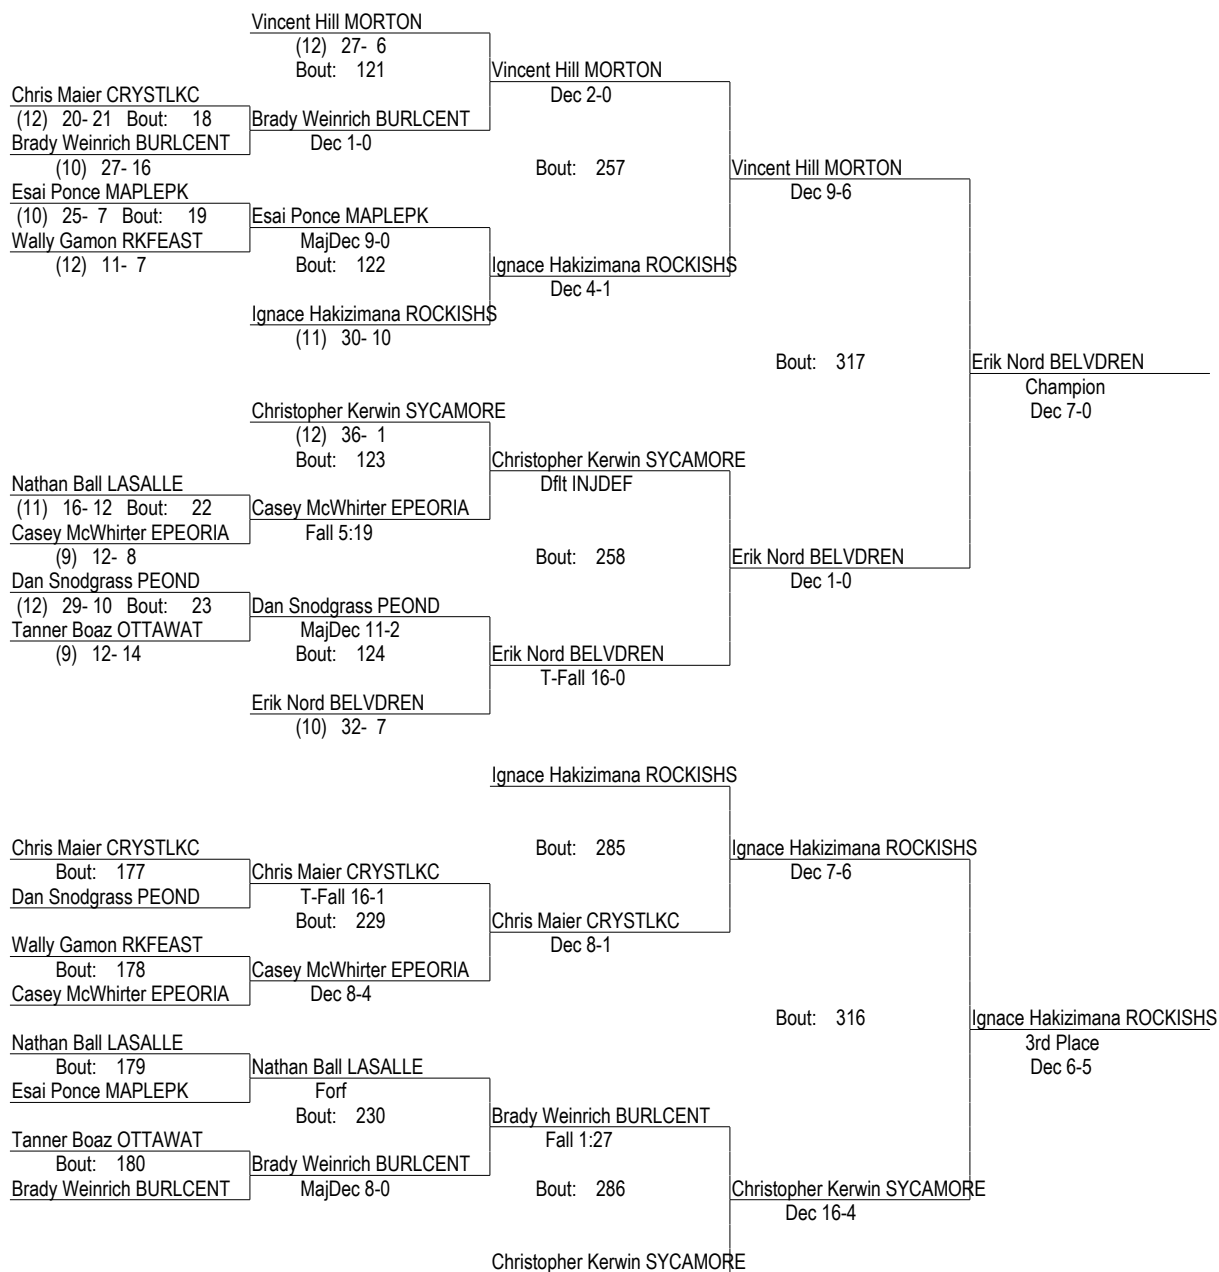 Vincent Hill MORTON
(12) 27- 6
Bout: 121
Vincent Hill MORTON
Dec 2-0
Chris Maier CRYSTLKC
(12) 20- 21 Bout: 18
Brady Weinrich BURLCENT
Brady Weinrich BURLCENT
Dec 1-0
(10) 27- 16
Bout: 257
Vincent Hill MORTON
Dec 9-6
Esai Ponce MAPLEPK
(10) 25- 7 Bout: 19
Esai Ponce MAPLEPK
Wally Gamon RKFEAST
MajDec 9-0
(12) 11- 7
Bout: 122
Ignace Hakizimana ROCKISHS
Dec 4-1
Ignace Hakizimana ROCKISHS
(11) 30- 10
Bout: 317
Erik Nord BELVDREN
Champion
Dec 7-0
Christopher Kerwin SYCAMORE
(12) 36- 1
Bout: 123
Christopher Kerwin SYCAMORE
Dflt INJDEF
Nathan Ball LASALLE
(11) 16- 12 Bout: 22
Casey McWhirter EPEORIA
Casey McWhirter EPEORIA
Fall 5:19
(9) 12- 8
Bout: 258
Erik Nord BELVDREN
Dec 1-0
Dan Snodgrass PEOND
(12) 29- 10 Bout: 23
Dan Snodgrass PEOND
Tanner Boaz OTTAWAT
MajDec 11-2
(9) 12- 14
Bout: 124
Erik Nord BELVDREN
T-Fall 16-0
Erik Nord BELVDREN
(10) 32- 7
Ignace Hakizimana ROCKISHS
Bout: 285
Ignace Hakizimana ROCKISHS
Dec 7-6
Chris Maier CRYSTLKC
Bout: 177
Chris Maier CRYSTLKC
Dan Snodgrass PEOND
T-Fall 16-1
Bout: 229
Chris Maier CRYSTLKC
Dec 8-1
Wally Gamon RKFEAST
Bout: 178
Casey McWhirter EPEORIA
Casey McWhirter EPEORIA
Dec 8-4
Bout: 316
Ignace Hakizimana ROCKISHS
3rd Place
Dec 6-5
Nathan Ball LASALLE
Bout: 179
Nathan Ball LASALLE
Esai Ponce MAPLEPK
Forf
Bout: 230
Brady Weinrich BURLCENT
Fall 1:27
Tanner Boaz OTTAWAT
Bout: 180
Brady Weinrich BURLCENT
Brady Weinrich BURLCENT
MajDec 8-0
Bout: 286
Christopher Kerwin SYCAMORE
Dec 16-4
Christopher Kerwin SYCAMORE